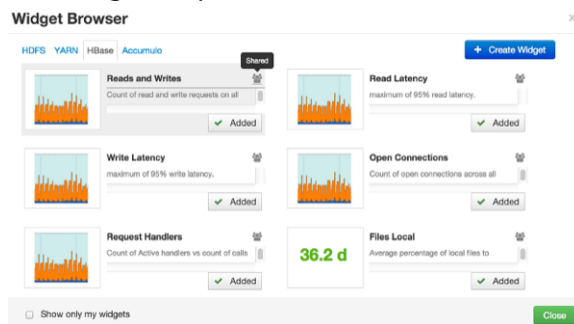 Widget Browser
x
HDFS YARN HBase Accumulo
Shared
+ Create Widget
Reads and Writes
Count of read and write requests on all
✓ Added
Read Latency
maximum of 95% read latency.
✓ Added
Write Latency
maximum of 95% write latency.
✓ Added
Open Connections
Count of open connections across all
✓ Added
Request Handlers
Count of Active handlers vs count of calls
✓ Added
36.2 d
Files Local
Average percentage of local files to
✓ Added
Show only my widgets
Close